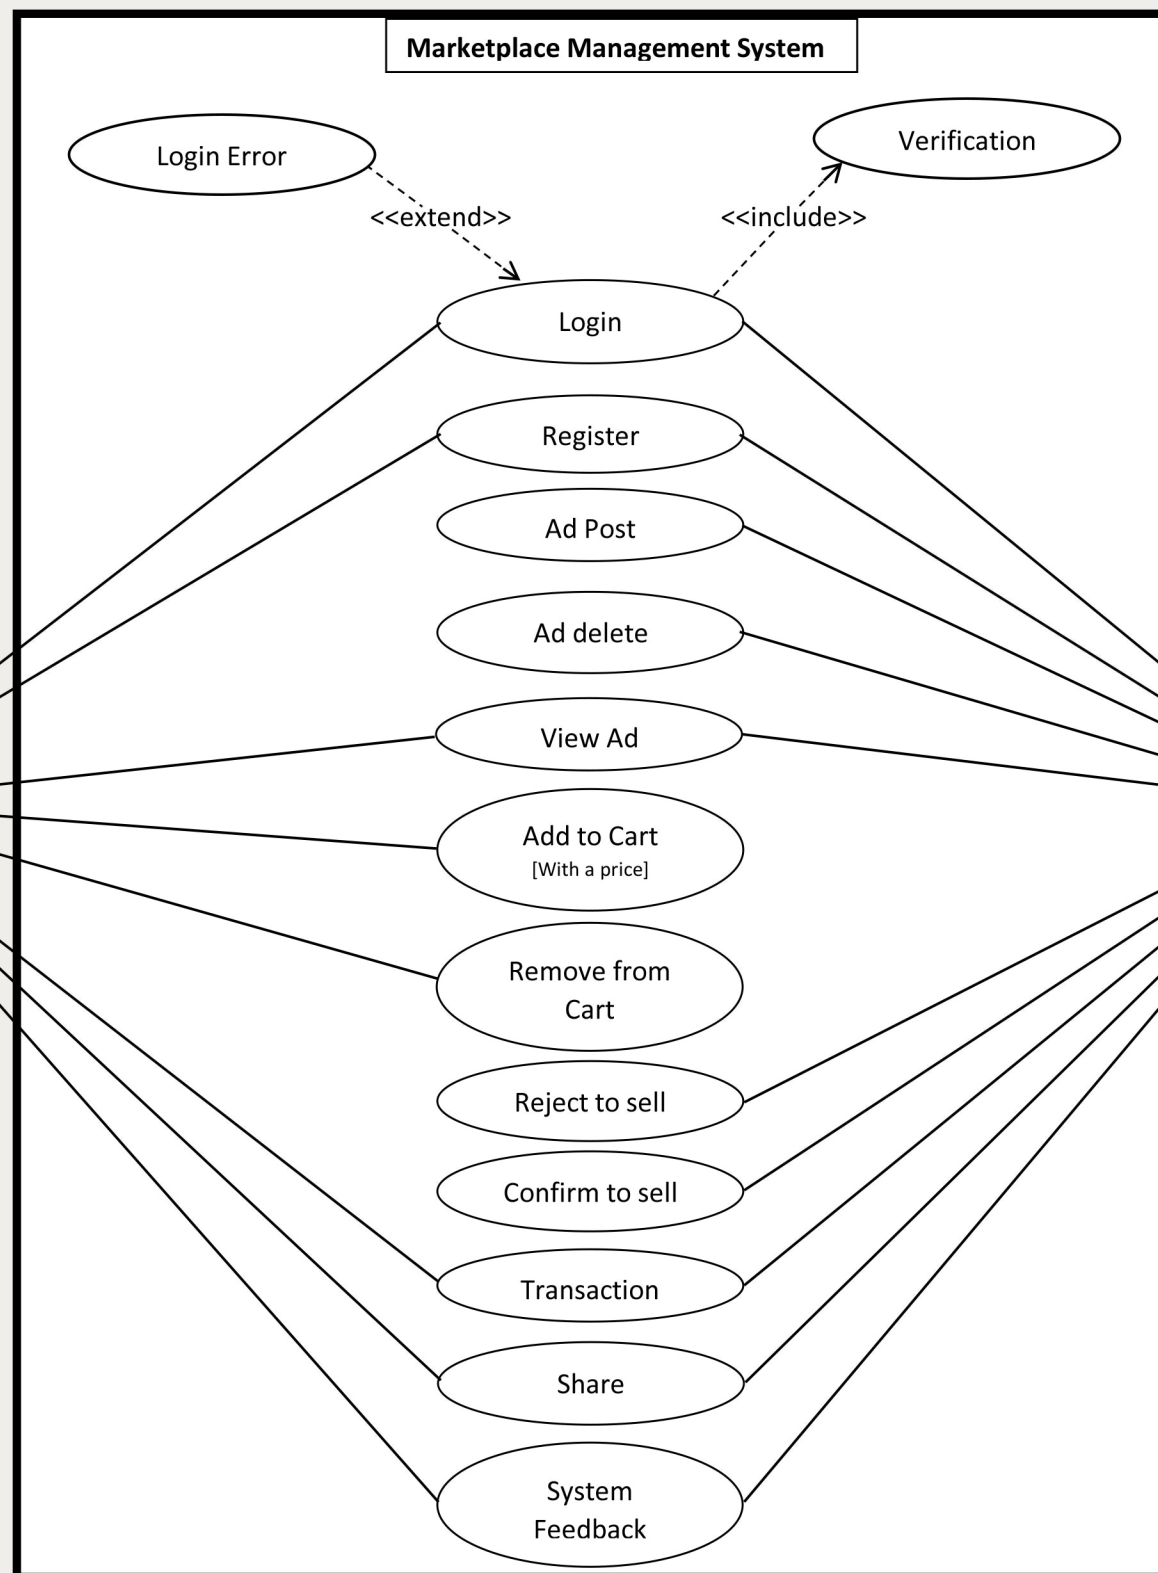 Marketplace Management System
Login Error
Verification
<<extend>>
<<include>>
Login
Register
Ad Post
Ad delete
View Ad
Add to Cart
[With a price]
Remove from
Cart
Reject to sell
Confirm to sell
Transaction
Share
System
Feedback